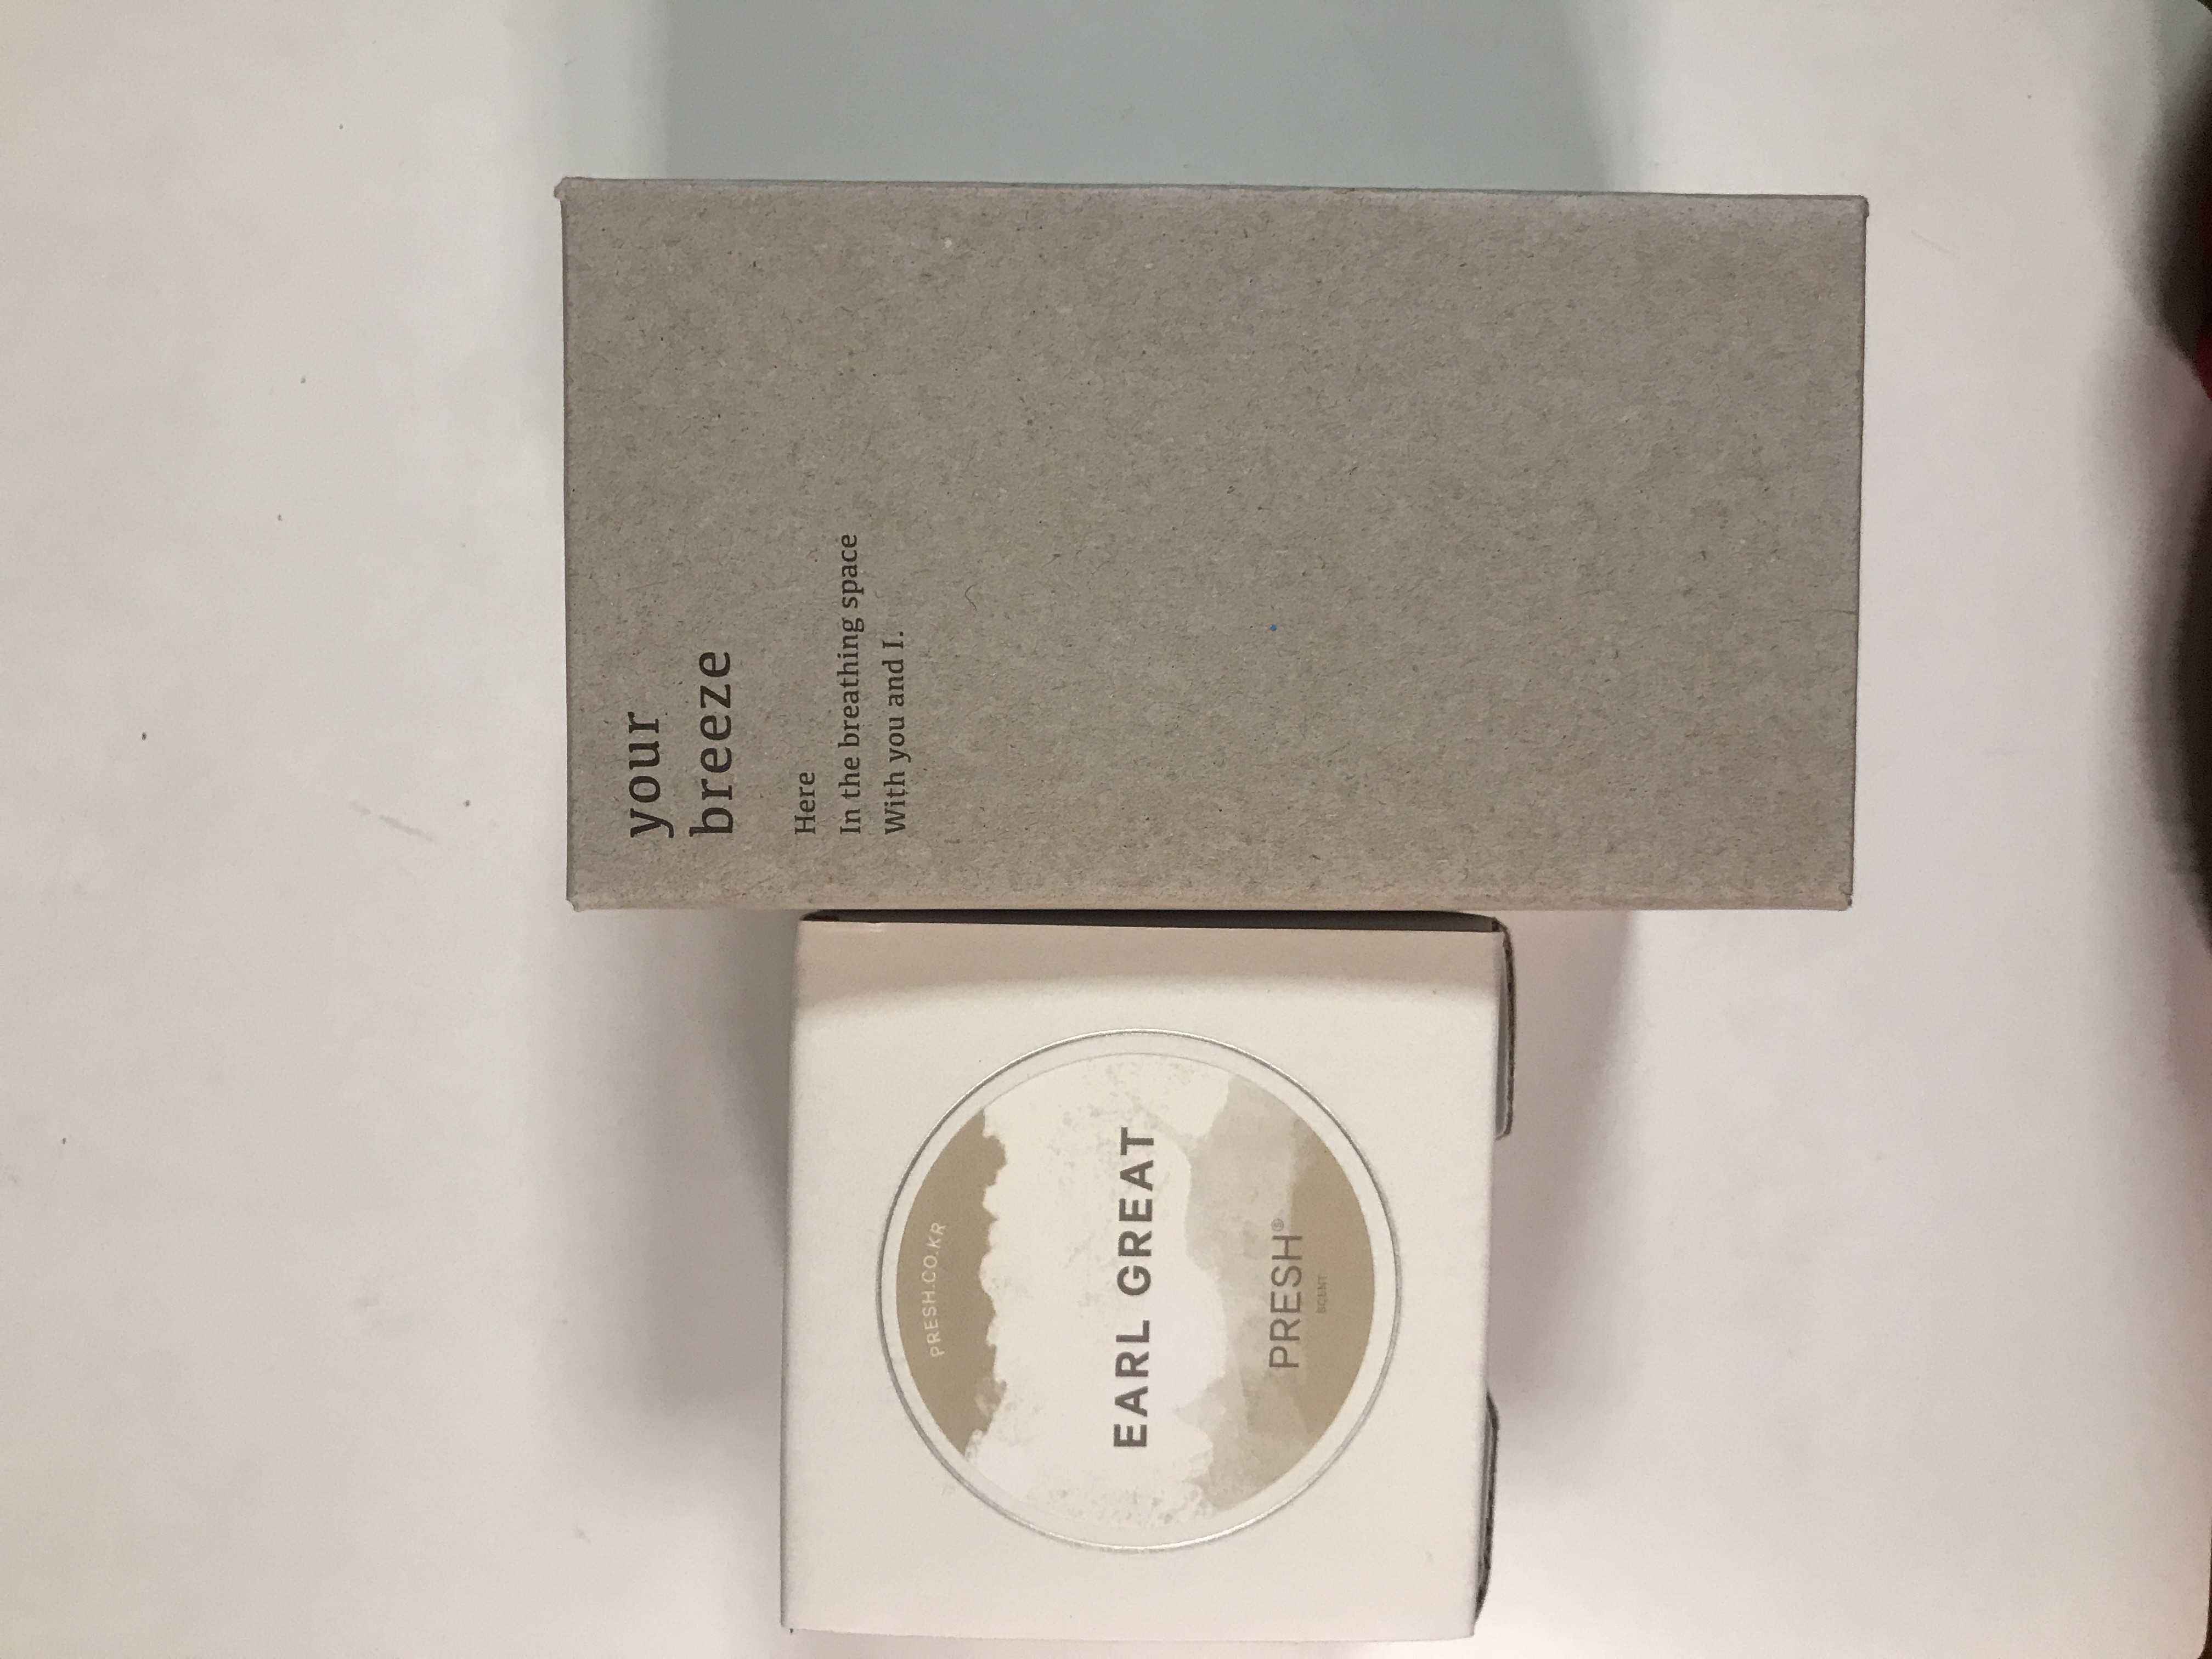 your
breeze
Here
In the breathing space
With you and I.
PRESH.CO.KR
EARL GREAT
PRESH®
SCENT